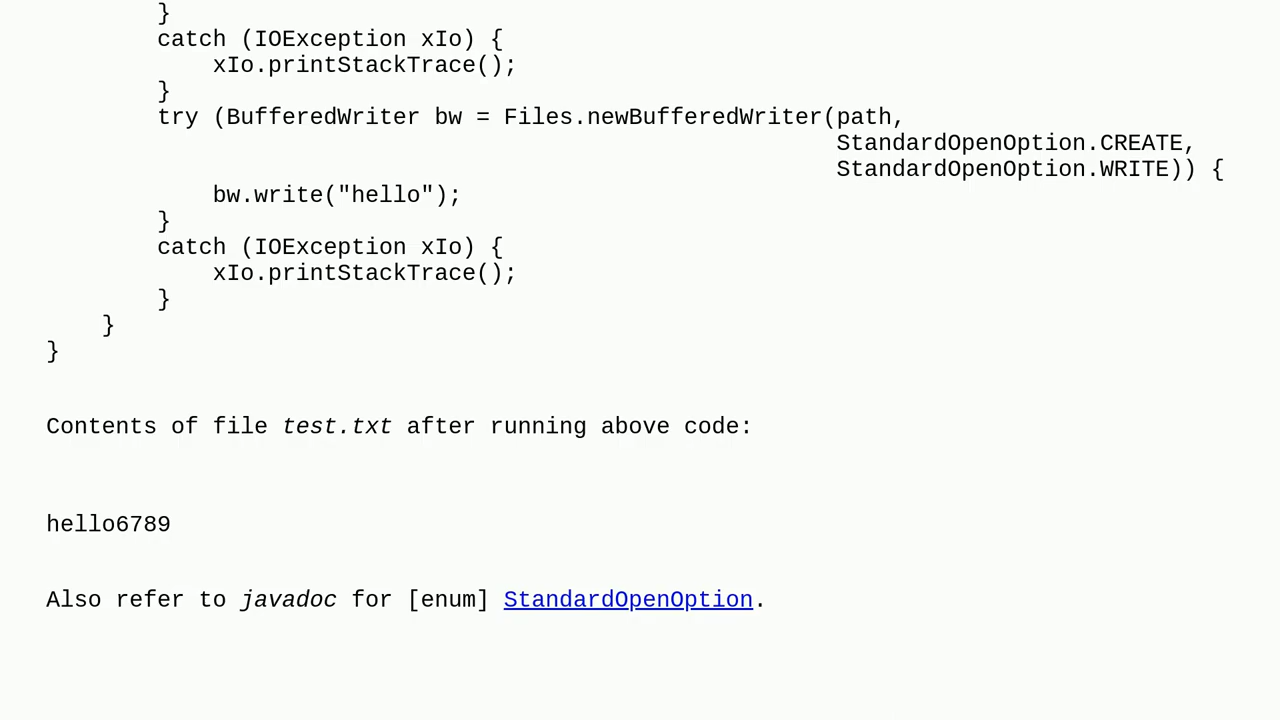 }
        catch (IOException xIo) {
            xIo.printStackTrace();
        }
        try (BufferedWriter bw = Files.newBufferedWriter(path,
                                                         StandardOpenOption.CREATE,
                                                         StandardOpenOption.WRITE)) {
            bw.write("hello");
        }
        catch (IOException xIo) {
            xIo.printStackTrace();
        }
    }
}
Contents of file test.txt after running above code:
hello6789
Also refer to javadoc for [enum] StandardOpenOption.